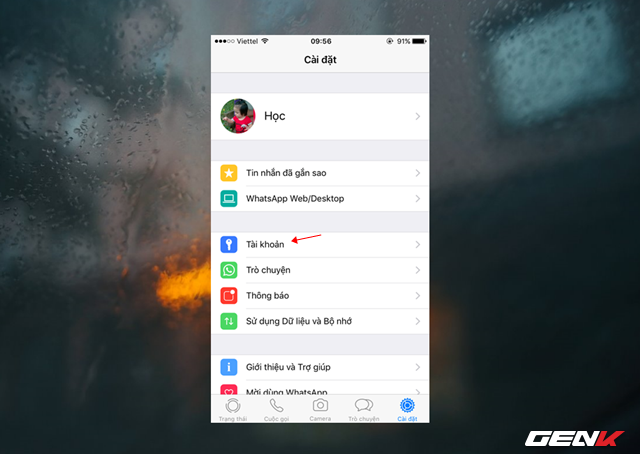 Viettel 09:56 91%
Cài đặt
Học
Tin nhắn đã gắn sao
WhatsApp Web/Desktop
Tài khoản
Trò chuyện
Thông báo
Sử dụng Dữ liệu và Bộ nhớ
Giới thiệu và Trợ giúp
Mời dùng WhatsApp
Trạng thái Cuộc gọi Camera Trò chuyện Cài đặt
GENK